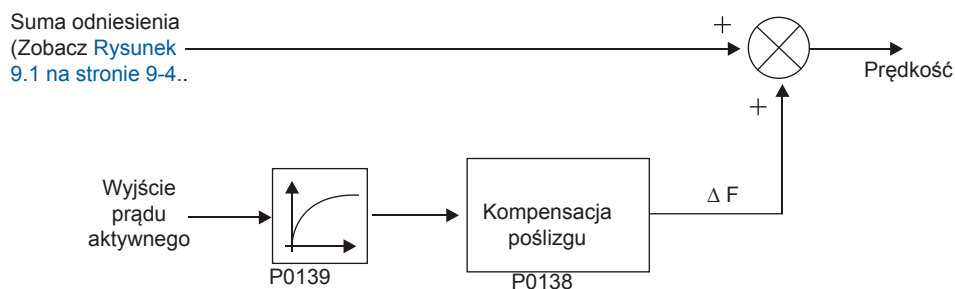 Suma odniesienia
(Zobacz Rysunek
9.1 na stronie 9-4..
+
Prędkość
+
Wyjście
prądu
aktywnego
P0139
Kompensacja
poślizgu
P0138
Δ F